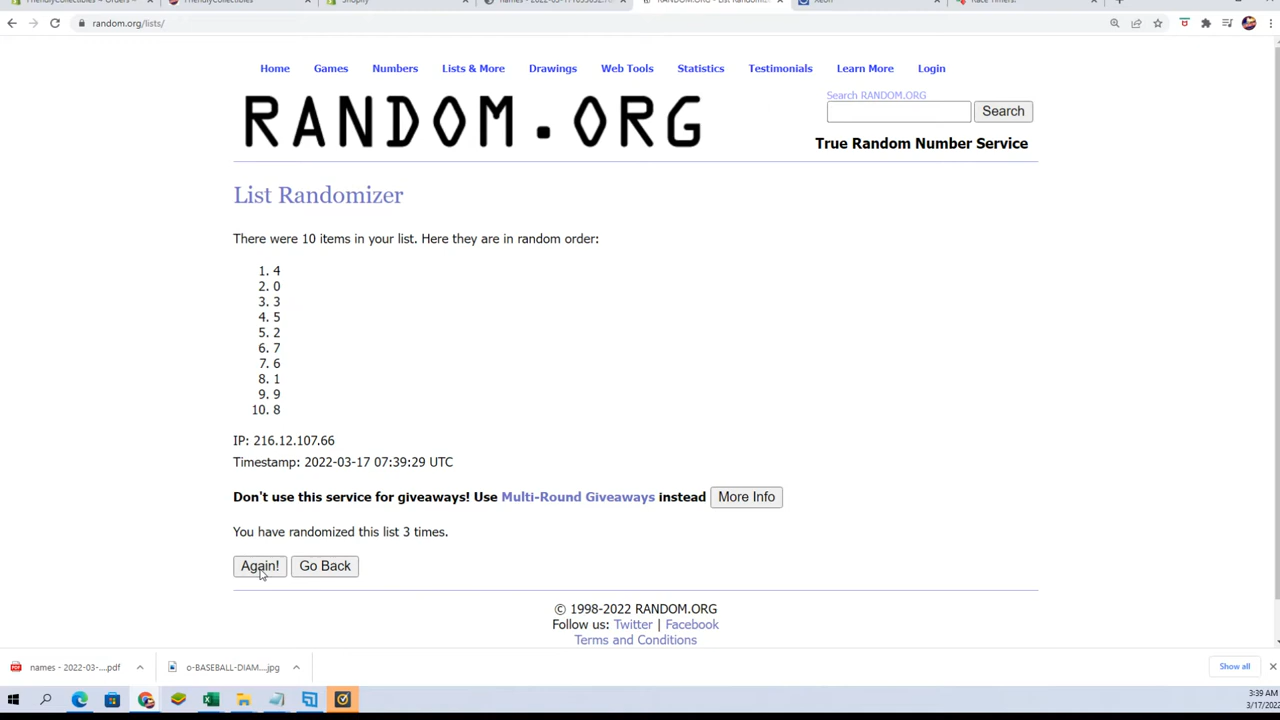 random.org/lists/
Home Games Numbers Lists & More Drawings Web Tools Statistics Testimonials Learn More Login
RANDOM.ORG
Search RANDOM.ORG
Search
True Random Number Service
List Randomizer
There were 10 items in your list. Here they are in random order:
1. 4
2. 0
3. 3
4. 5
5. 2
6. 7
7. 6
8. 1
9. 9
10. 8
IP: 216.12.107.66
Timestamp: 2022-03-17 07:39:29 UTC
Don't use this service for giveaways! Use Multi-Round Giveaways instead More Info
You have randomized this list 3 times.
Again! Go Back
© 1998-2022 RANDOM.ORG
Follow us: Twitter | Facebook
Terms and Conditions
names - 2022-03-....pdf o-BASEBALL-DIAM....jpg Show all
3:39 AM